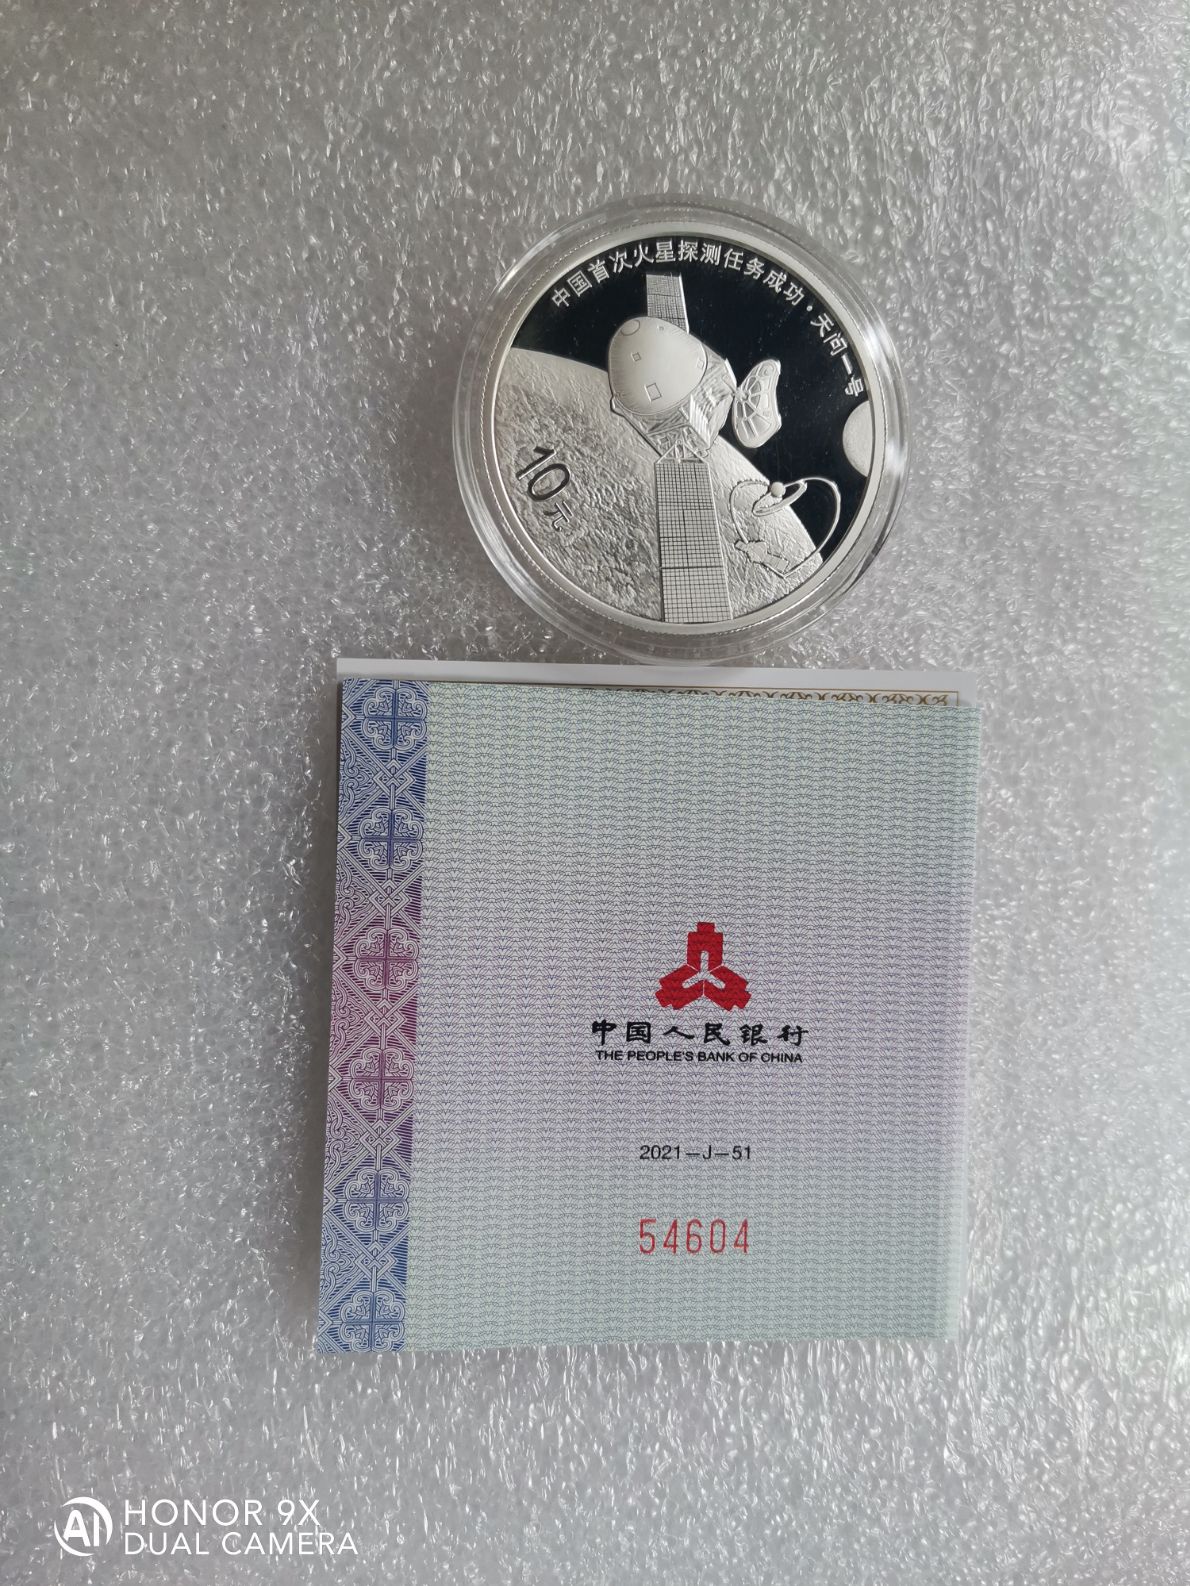 中国首次火星探测任务成功·天问一号
10元
中国人民银行
THE PEOPLE'S BANK OF CHINA
2021-J-51
54604
AI HONOR 9X
DUAL CAMERA